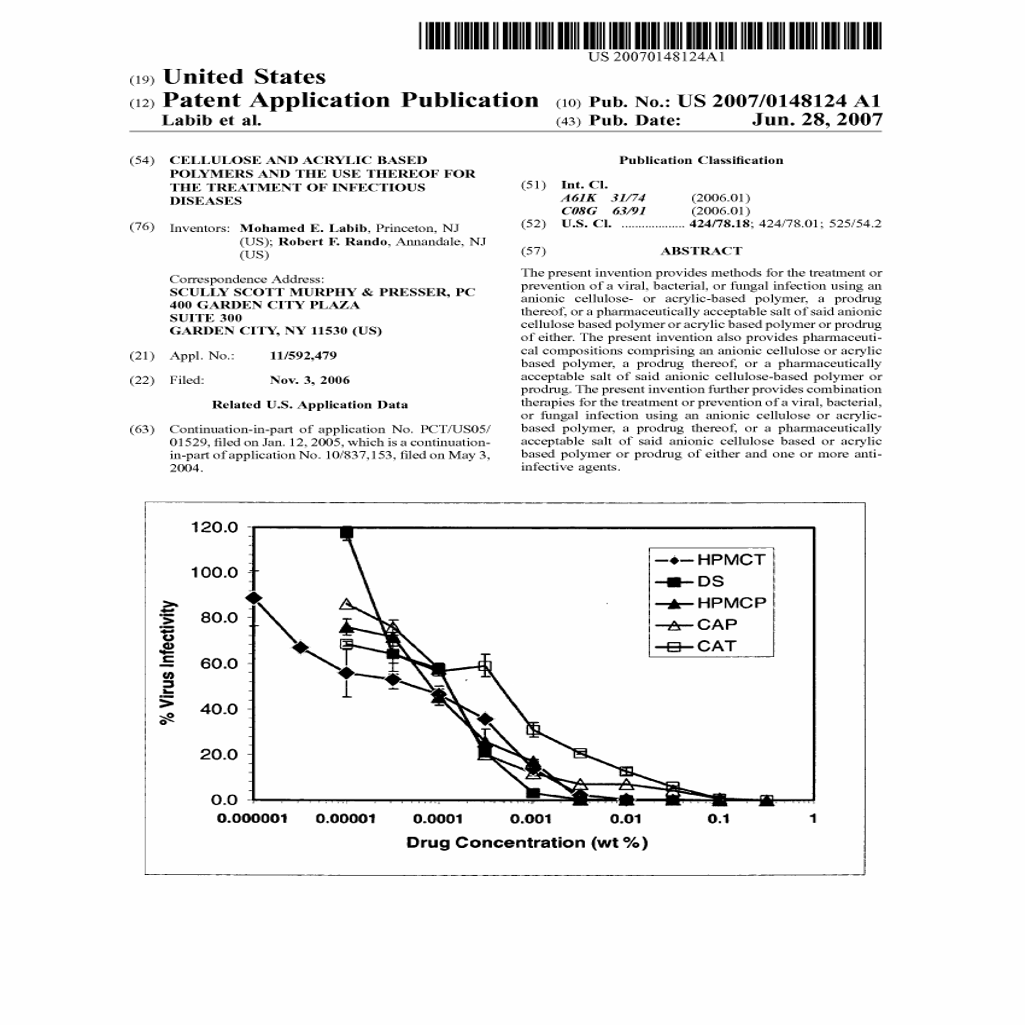 US 20070148124A1
(19) United States
(12) Patent Application Publication
Labib et al.
(10) Pub. No.: US 2007/0148124 A1
(43) Pub. Date: Jun. 28, 2007
(54) CELLULOSE AND ACRYLIC BASED
POLYMERS AND THE USE THEREOF FOR
THE TREATMENT OF INFECTIOUS
DISEASES
(76) Inventors: Mohamed E. Labib, Princeton, NJ
(US); Robert F. Rando, Annandale, NJ
(US)
Correspondence Address:
SCULLY SCOTT MURPHY & PRESSER, PC
400 GARDEN CITY PLAZA
SUITE 300
GARDEN CITY, NY 11530 (US)
(21) Appl. No.: 11/592,479
(22) Filed: Nov. 3, 2006
Related U.S. Application Data
(63) Continuation-in-part of application No. PCT/US05/
01529, filed on Jan. 12, 2005, which is a continuation-
in-part of application No. 10/837,153, filed on May 3,
2004.
Publication Classification
(51) Int. Cl.
A61K 31/74 (2006.01)
C08G 63/91 (2006.01)
(52) U.S. Cl. ................... 424/78.18; 424/78.01; 525/54.2
(57) ABSTRACT
The present invention provides methods for the treatment or
prevention of a viral, bacterial, or fungal infection using an
anionic cellulose- or acrylic-based polymer, a prodrug
thereof, or a pharmaceutically acceptable salt of said anionic
cellulose based polymer or acrylic based polymer or prodrug
of either. The present invention also provides pharmaceuti-
cal compositions comprising an anionic cellulose or acrylic
based polymer, a prodrug thereof, or a pharmaceutically
acceptable salt of said anionic cellulose-based polymer or
prodrug. The present invention further provides combination
therapies for the treatment or prevention of a viral, bacterial,
or fungal infection using an anionic cellulose or acrylic-
based polymer, a prodrug thereof, or a pharmaceutically
acceptable salt of said anionic cellulose based or acrylic
based polymer or prodrug of either and one or more anti-
infective agents.
% Virus Infectivity
120.0
100.0
80.0
60.0
40.0
20.0
0.0
HPMCT
DS
HPMCP
CAP
CAT
0.000001 0.00001 0.0001 0.001 0.01 0.1 1
Drug Concentration (wt %)